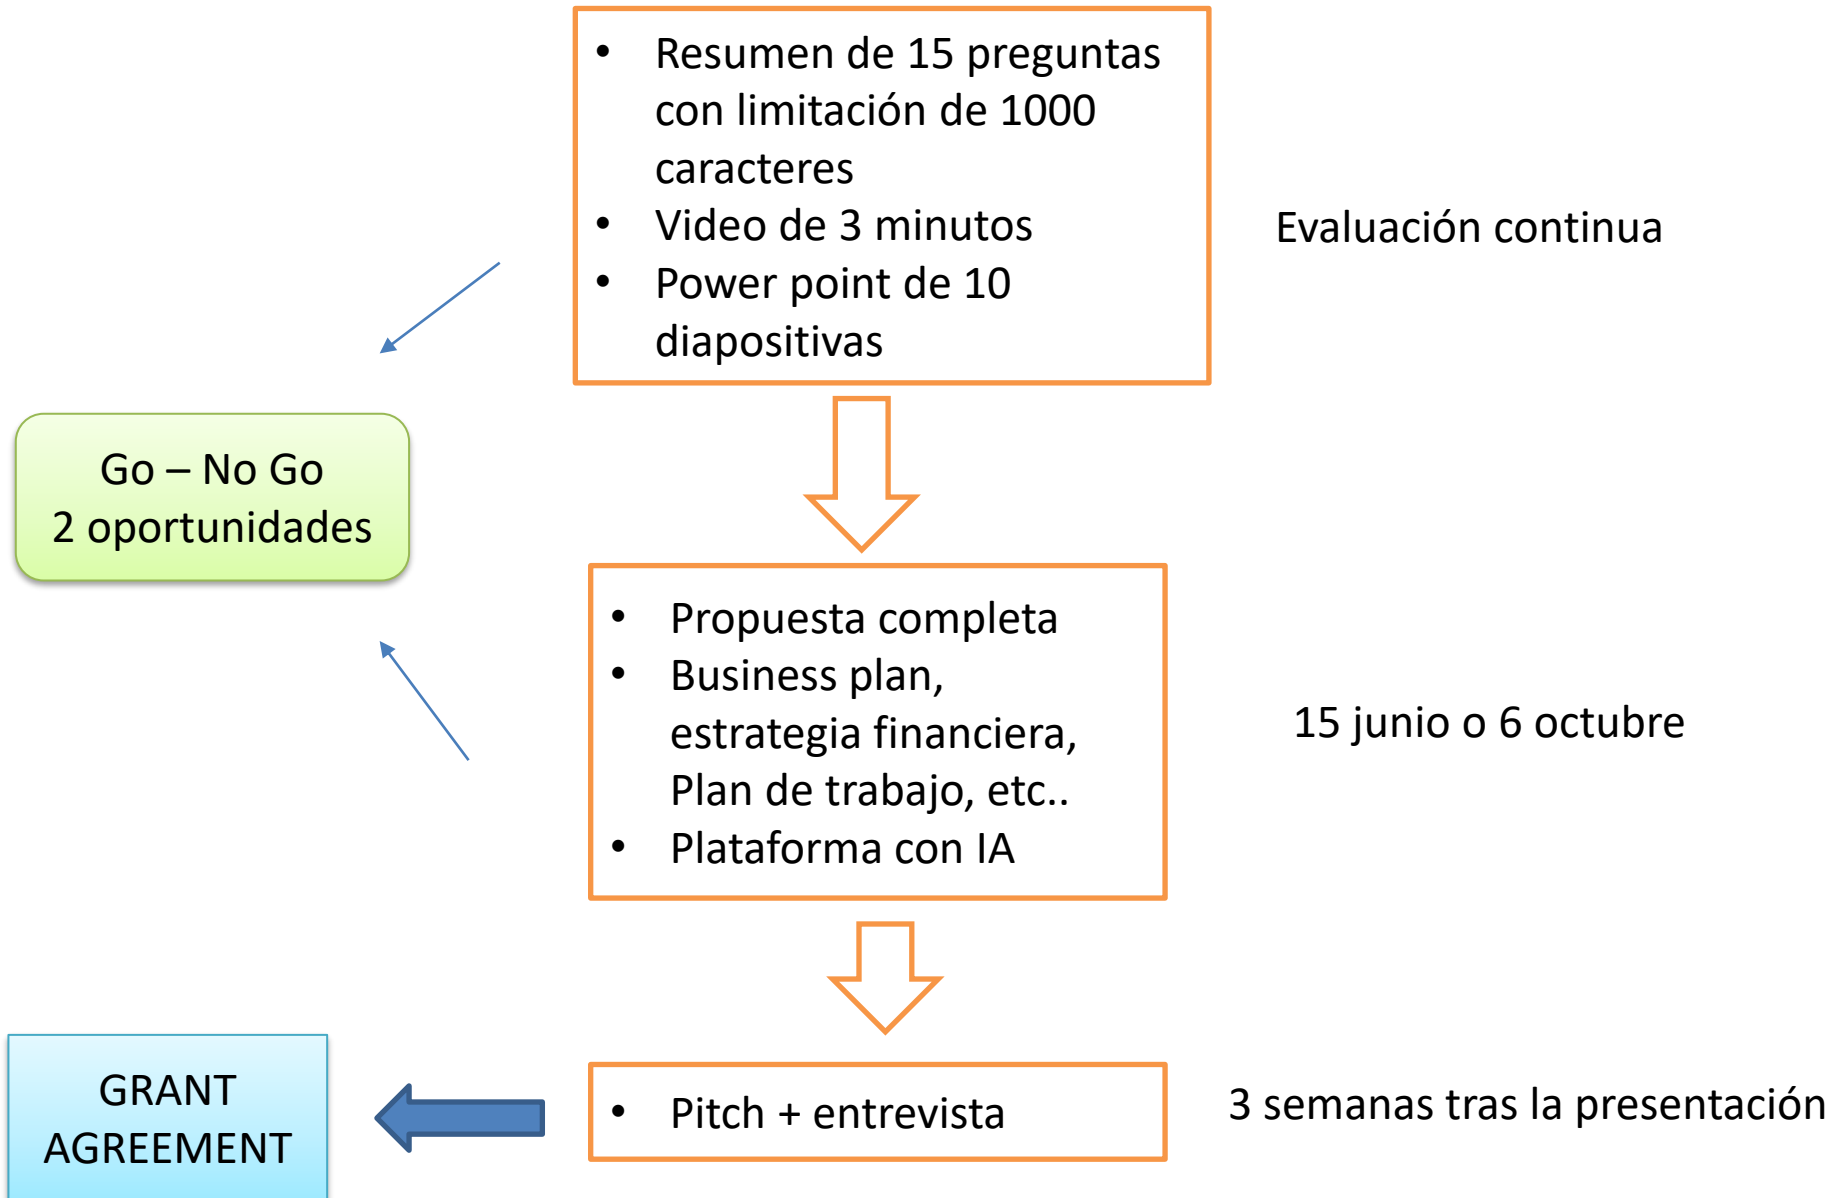 • Resumen de 15 preguntas
con limitación de 1000
caracteres
• Video de 3 minutos
• Power point de 10
diapositivas
Evaluación continua
Go – No Go
2 oportunidades
• Propuesta completa
• Business plan,
estrategia financiera,
Plan de trabajo, etc..
• Plataforma con IA
15 junio o 6 octubre
• Pitch + entrevista
3 semanas tras la presentación
GRANT
AGREEMENT